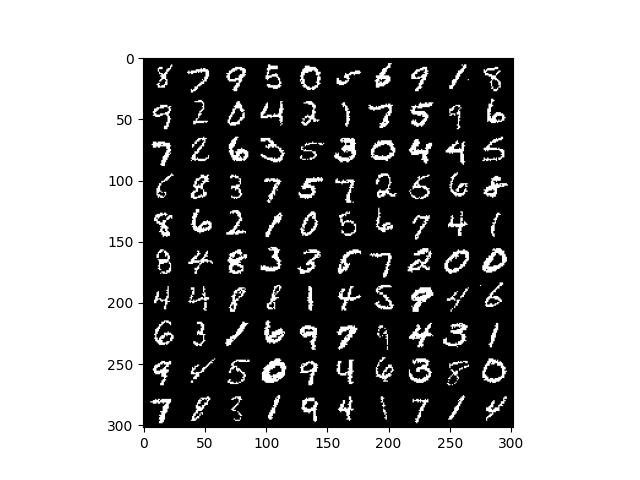 0
8 7 9 5 0 5 6 9 1 8
50
9 2 0 4 2 1 7 5 9 6
7 2 6 3 5 3 0 4 4 5
100
6 8 3 7 5 7 2 5 6 8
8 6 2 1 0 5 6 7 4 1
150
8 4 8 3 3 5 7 2 0 0
200
4 4 8 8 1 4 5 9 4 6
6 3 1 6 9 7 9 4 3 1
250
9 4 5 0 9 4 6 3 8 0
7 8 3 1 9 4 1 7 1 4
300
0 50 100 150 200 250 300